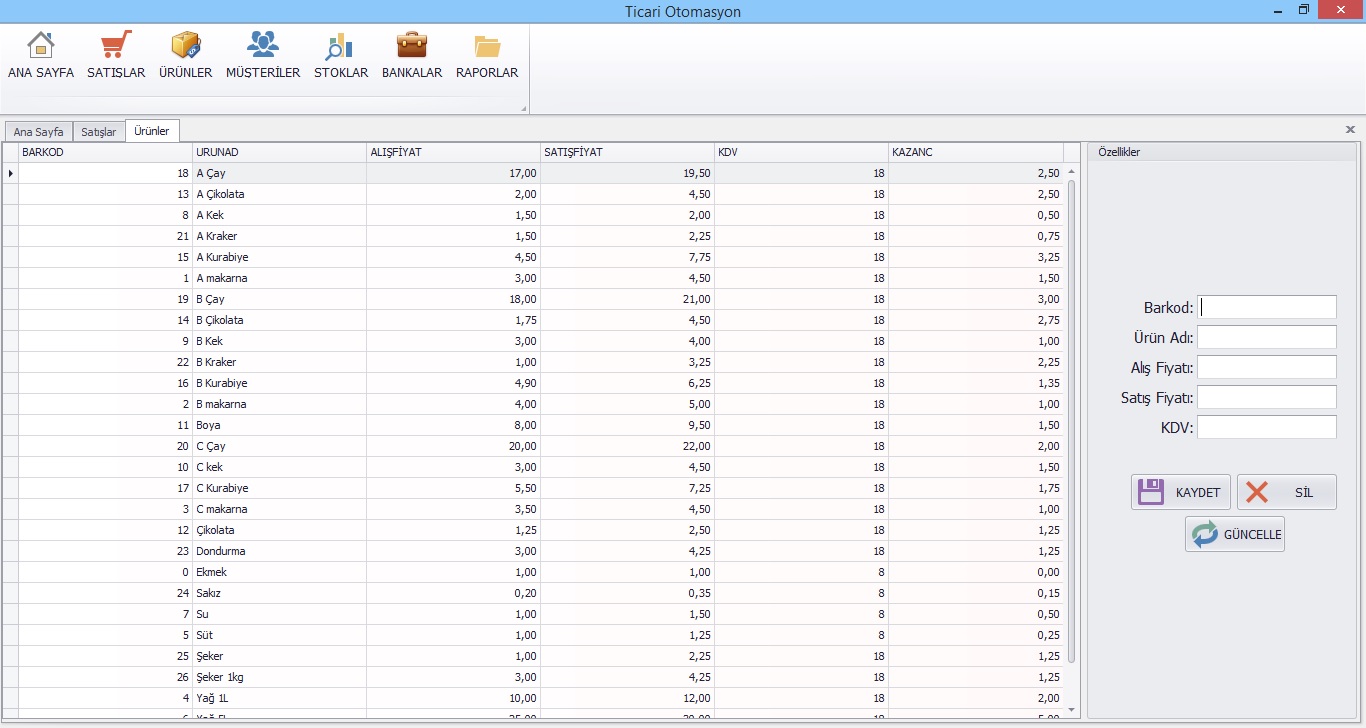 Ticari Otomasyon
ANA SAYFA SATIŞLAR ÜRÜNLER MÜŞTERİLER STOKLAR BANKALAR RAPORLAR
Ana Sayfa Satışlar Ürünler
BARKOD URUNAD ALIŞFİYAT SATIŞFİYAT KDV KAZANC
18 A Çay 17,00 19,50 18 2,50
13 A Çikolata 2,00 4,50 18 2,50
8 A Kek 1,50 2,00 18 0,50
21 A Kraker 1,50 2,25 18 0,75
15 A Kurabiye 4,50 7,75 18 3,25
1 A makarna 3,00 4,50 18 1,50
19 B Çay 18,00 21,00 18 3,00
14 B Çikolata 1,75 4,50 18 2,75
9 B Kek 3,00 4,00 18 1,00
22 B Kraker 1,00 3,25 18 2,25
16 B Kurabiye 4,90 6,25 18 1,35
2 B makarna 4,00 5,00 18 1,00
11 Boya 8,00 9,50 18 1,50
20 C Çay 20,00 22,00 18 2,00
10 C kek 3,00 4,50 18 1,50
17 C Kurabiye 5,50 7,25 18 1,75
3 C makarna 3,50 4,50 18 1,00
12 Çikolata 1,25 2,50 18 1,25
23 Dondurma 3,00 4,25 18 1,25
0 Ekmek 1,00 1,00 8 0,00
24 Sakız 0,20 0,35 8 0,15
7 Su 1,00 1,50 8 0,50
5 Süt 1,00 1,25 8 0,25
25 Şeker 1,00 2,25 18 1,25
26 Şeker 1kg 3,00 4,25 18 1,25
4 Yağ 1L 10,00 12,00 18 2,00
Özellikler
Barkod:
Ürün Adı:
Alış Fiyatı:
Satış Fiyatı:
KDV:
KAYDET SİL
GÜNCELLE